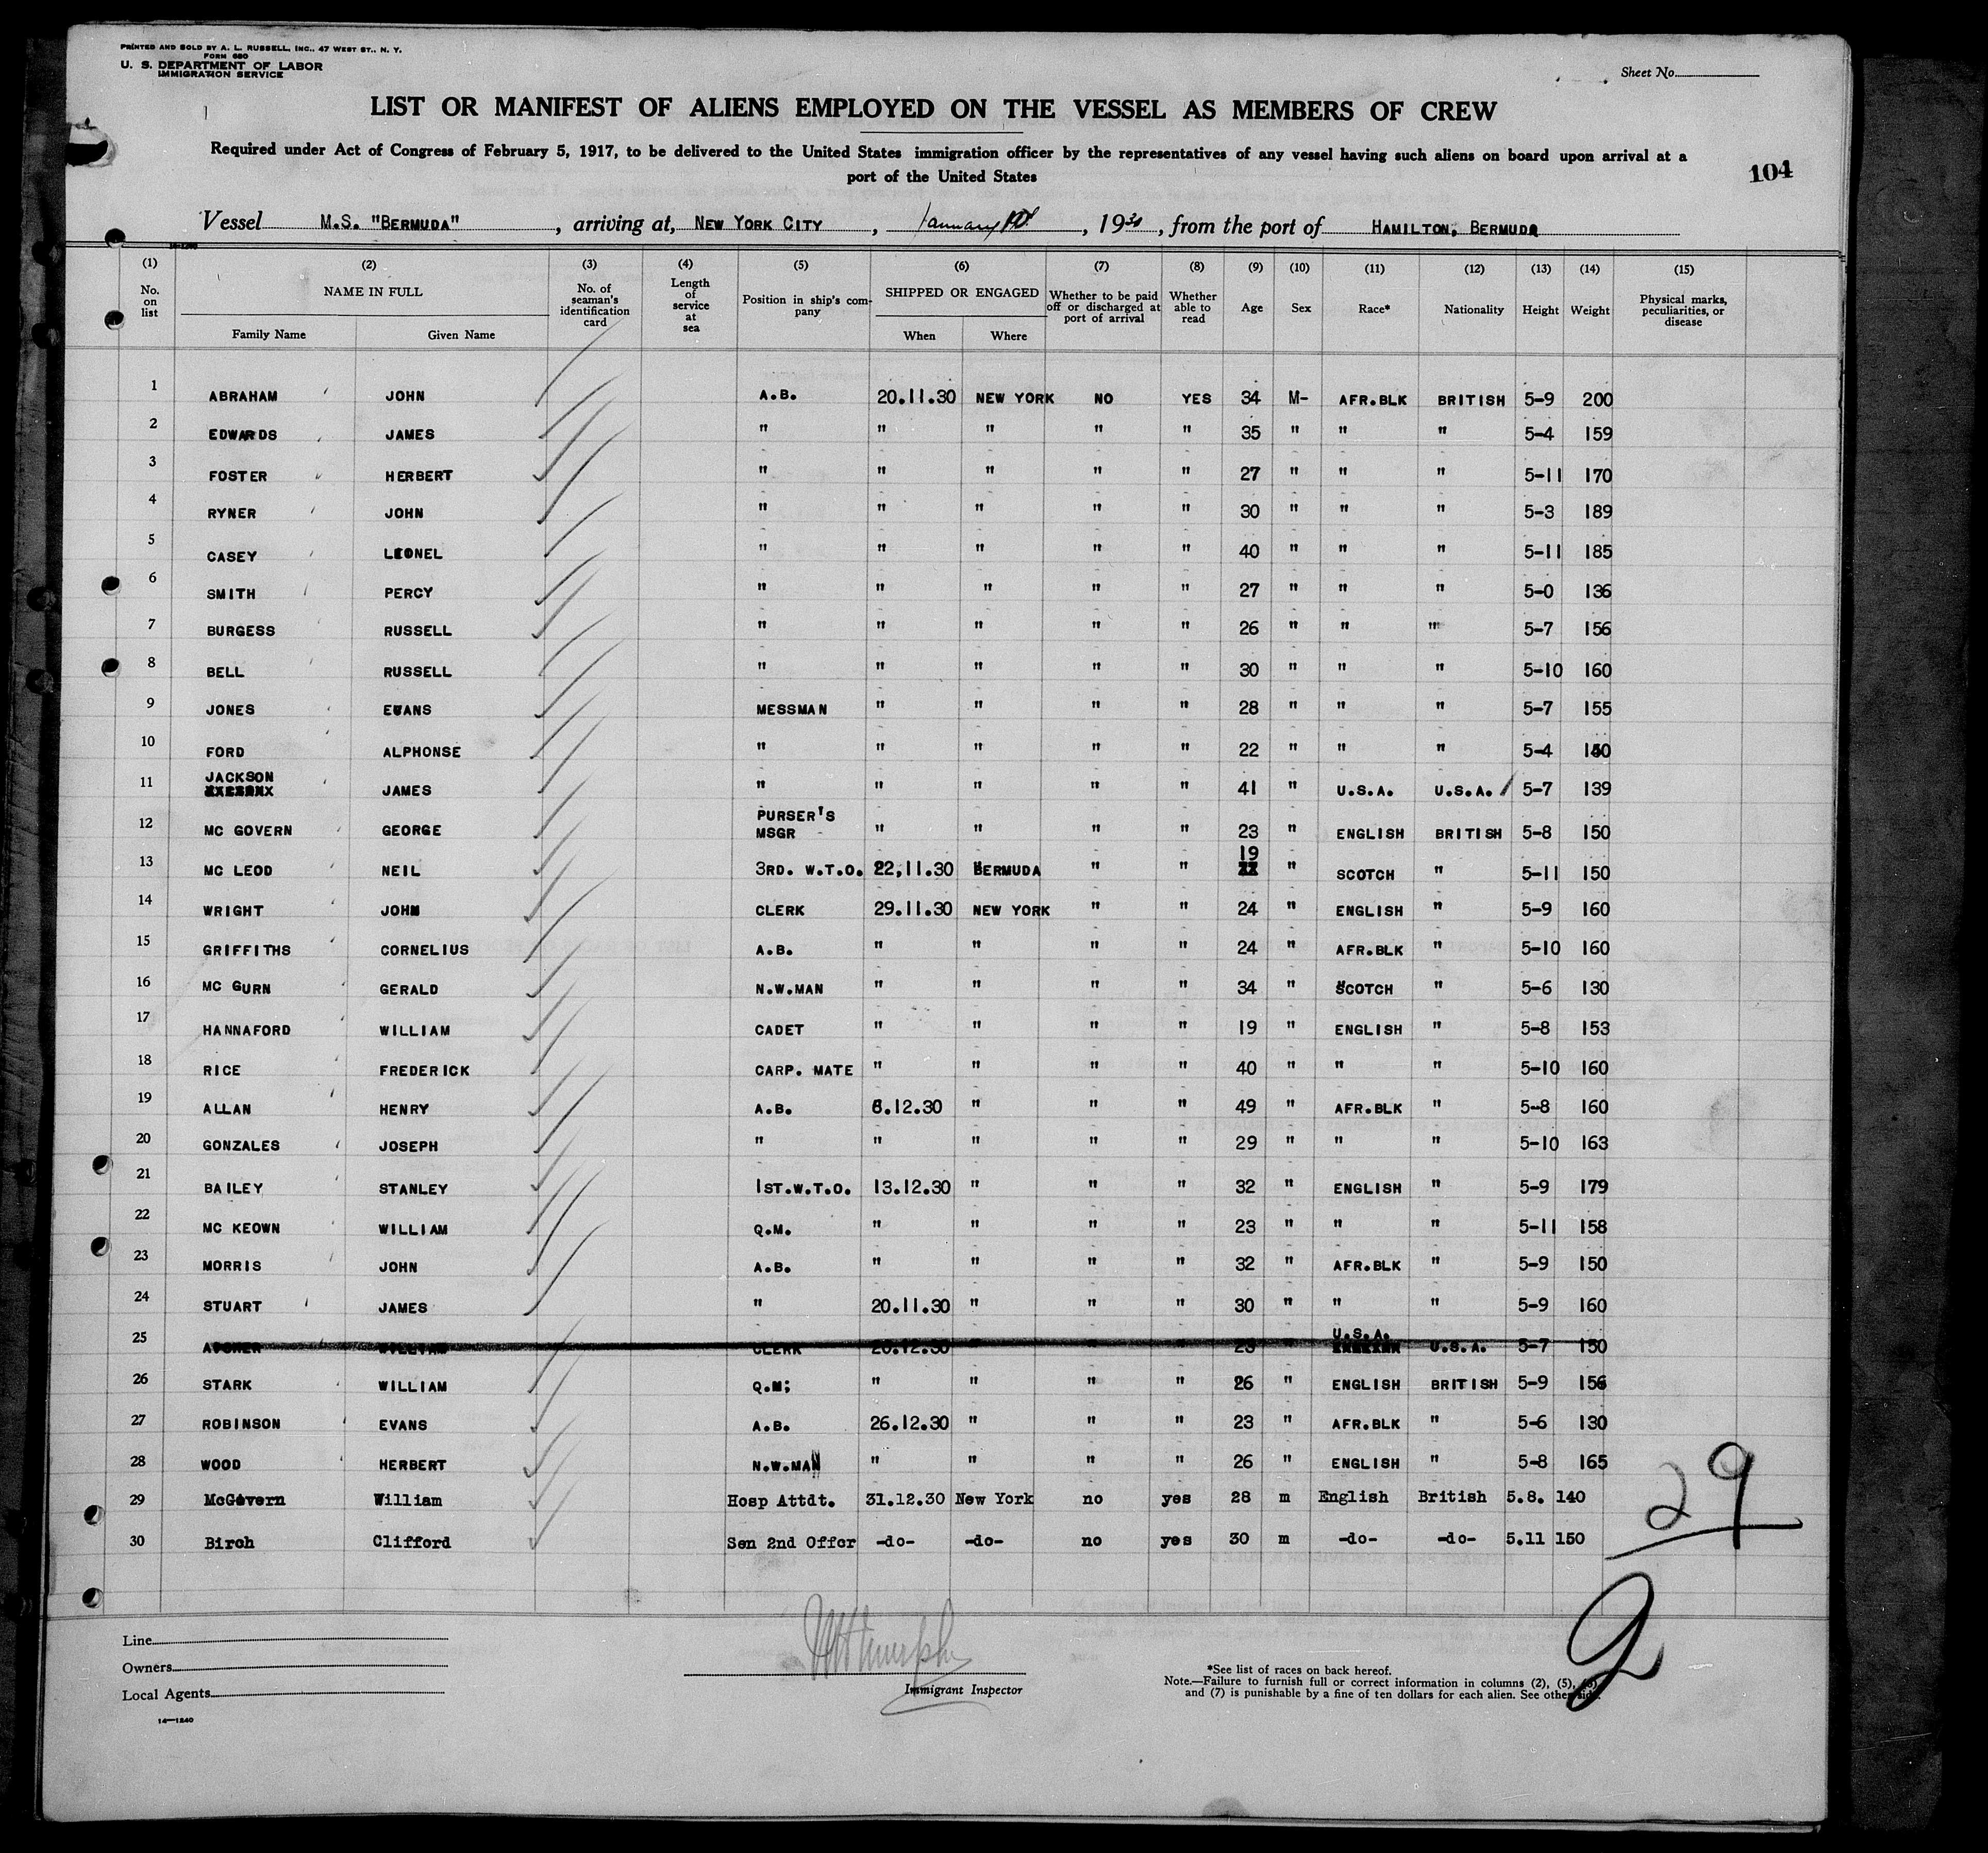 PRINTED AND SOLD BY A. L. RUSSELL, INC., 47 WEST ST., N. Y.
FORM 680
U. S. DEPARTMENT OF LABOR
IMMIGRATION SERVICE
Sheet No.
LIST OR MANIFEST OF ALIENS EMPLOYED ON THE VESSEL AS MEMBERS OF CREW
Required under Act of Congress of February 5, 1917, to be delivered to the United States immigration officer by the representatives of any vessel having such aliens on board upon arrival at a
port of the United States
104
Vessel M.S. "BERMUDA", arriving at, NEW YORK CITY, January, 19, from the port of HAMILTON, BERMUDA
(1) (2) (3) (4) (5) (6) (7) (8) (9) (10) (11) (12) (13) (14) (15)
No. on list NAME IN FULL Family Name Given Name No. of seaman's identification card Length of service at sea Position in ship's company SHIPPED OR ENGAGED When Where Whether to be paid off or discharged at port of arrival Whether able to read Age Sex Race* Nationality Height Weight Physical marks, peculiarities, or disease
1 ABRAHAM JOHN A.B. 20.11.30 NEW YORK NO YES 34 M- AFR.BLK BRITISH 5-9 200
2 EDWARDS JAMES " " " " " 35 " " " 5-4 159
3 FOSTER HERBERT " " " " " 27 " " " 5-11 170
4 RYNER JOHN " " " " " 30 " " " 5-3 189
5 CASEY LEONEL " " " " " 40 " " " 5-11 185
6 SMITH PERCY " " " " " 27 " " " 5-0 136
7 BURGESS RUSSELL " " " " " 26 " " " 5-7 156
8 BELL RUSSELL " " " " " 30 " " " 5-10 160
9 JONES EVANS MESSMAN " " " " 28 " " " 5-7 155
10 FORD ALPHONSE " " " " " 22 " " " 5-4
11 JACKSON JAMES " " " " " 41 " U.S.A. U.S.A. 5-7 139
12 MC GOVERN GEORGE PURSER'S MSGR " " " " 23 " ENGLISH BRITISH 5-8 150
13 MC LEOD NEIL 3RD. W.T.O. 22,11.30 BERMUDA " " 19 " SCOTCH " 5-11 150
14 WRIGHT JOHN CLERK 29.11.30 NEW YORK " " 24 " ENGLISH " 5-9 160
15 GRIFFITHS CORNELIUS A.B. " " " " 24 " AFR.BLK " 5-10 160
16 MC GURN GERALD N.W.MAN " " " " 34 " SCOTCH " 5-6 130
17 HANNAFORD WILLIAM CADET " " " " 19 " ENGLISH " 5-8 153
18 RICE FREDERICK CARP. MATE " " " " 40 " " " 5-10 160
19 ALLAN HENRY A.B. 6.12.30 " " " 49 " AFR.BLK " 5-8 160
20 GONZALES JOSEPH " " " " " 29 " " " 5-10 163
21 BAILEY STANLEY 1ST.W.T.O. 13.12.30 " " " 32 " ENGLISH " 5-9 179
22 MC KEOWN WILLIAM Q.M. " " " " 23 " " " 5-11 158
23 MORRIS JOHN A.B. " " " " 32 " AFR.BLK " 5-9 150
24 STUART JAMES " 20.11.30 " " " 30 " " " 5-9 160
25 WILLIAM CLERK 20.12.30 " " " 23 " U.S.A. U.S.A. 5-7 150
26 STARK WILLIAM Q.M; " " " " 26 " ENGLISH BRITISH 5-9 156
27 ROBINSON EVANS A.B. 26.12.30 " " " 23 " AFR.BLK " 5-6 130
28 WOOD HERBERT N.W.MAN " " " " 26 " ENGLISH " 5-8 165
29 McGovern William Hosp Attdt. 31.12.30 New York no yes 28 m English British 5.8. 140
30 Birch Clifford Sen 2nd Offcr -do- -do- no yes 30 m -do- -do- 5.11 150
29
2
Line
Owners
Local Agents
14—1240
Immigrant Inspector
*See list of races on back hereof.
Note.—Failure to furnish full or correct information in columns (2), (5), (6)
and (7) is punishable by a fine of ten dollars for each alien. See other side.